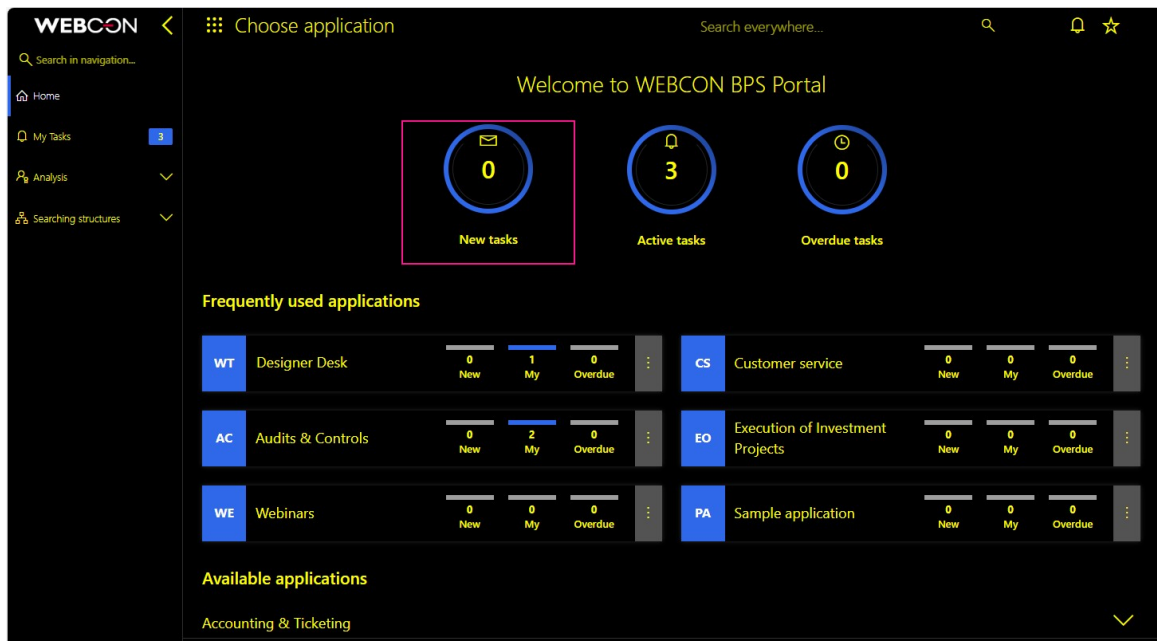 WEBCON
Choose application
Search everywhere...
Search in navigation...
Home
My Tasks 3
Analysis
Searching structures
Welcome to WEBCON BPS Portal
0 3 0
New tasks Active tasks Overdue tasks
Frequently used applications
WT Designer Desk 0 1 0
New My Overdue
CS Customer service 0 0 0
New My Overdue
AC Audits & Controls 0 2 0
New My Overdue
EO Execution of Investment Projects 0 0 0
New My Overdue
WE Webinars 0 0 0
New My Overdue
PA Sample application 0 0 0
New My Overdue
Available applications
Accounting & Ticketing